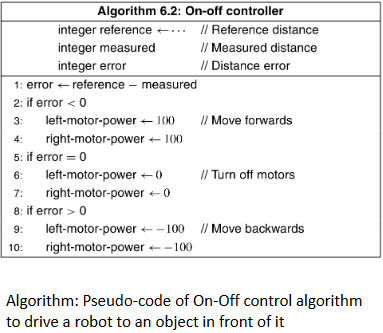 Algorithm 6.2: On-off controller
integer reference ← ⋯ // Reference distance
integer measured // Measured distance
integer error // Distance error
1: error ← reference − measured
2: if error < 0
3: left-motor-power ← 100 // Move forwards
4: right-motor-power ← 100
5: if error = 0
6: left-motor-power ← 0 // Turn off motors
7: right-motor-power ← 0
8: if error > 0
9: left-motor-power ← −100 // Move backwards
10: right-motor-power ← −100
Algorithm: Pseudo-code of On-Off control algorithm
to drive a robot to an object in front of it